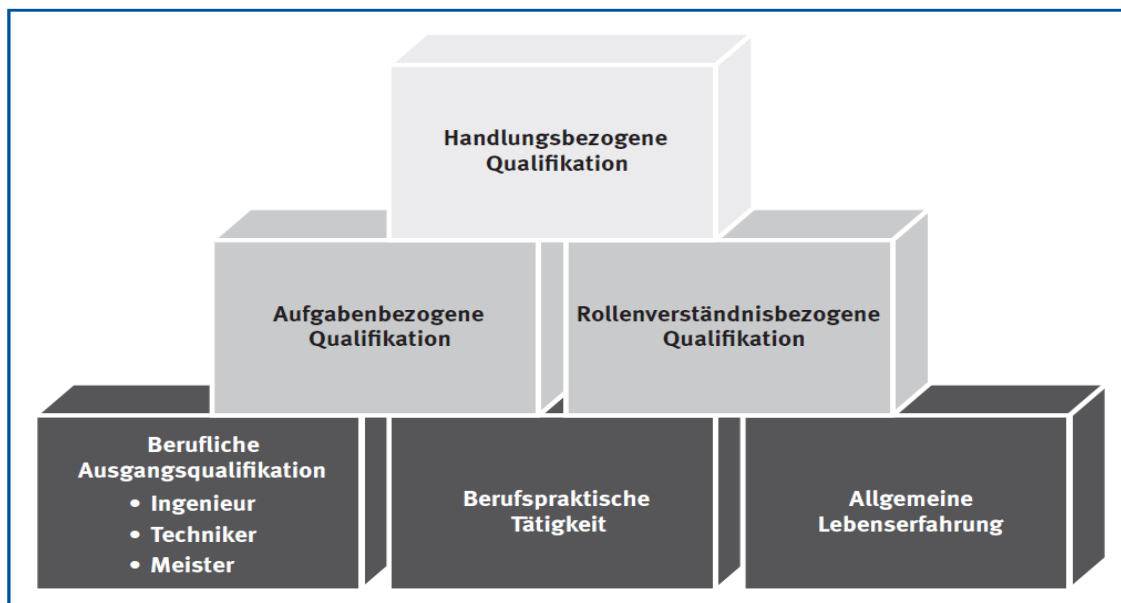 Handlungsbezogene
Qualifikation
Aufgabenbezogene
Qualifikation
Rollenverständnisbezogene
Qualifikation
Berufliche
Ausgangsqualifikation
• Ingenieur
• Techniker
• Meister
Berufspraktische
Tätigkeit
Allgemeine
Lebenserfahrung